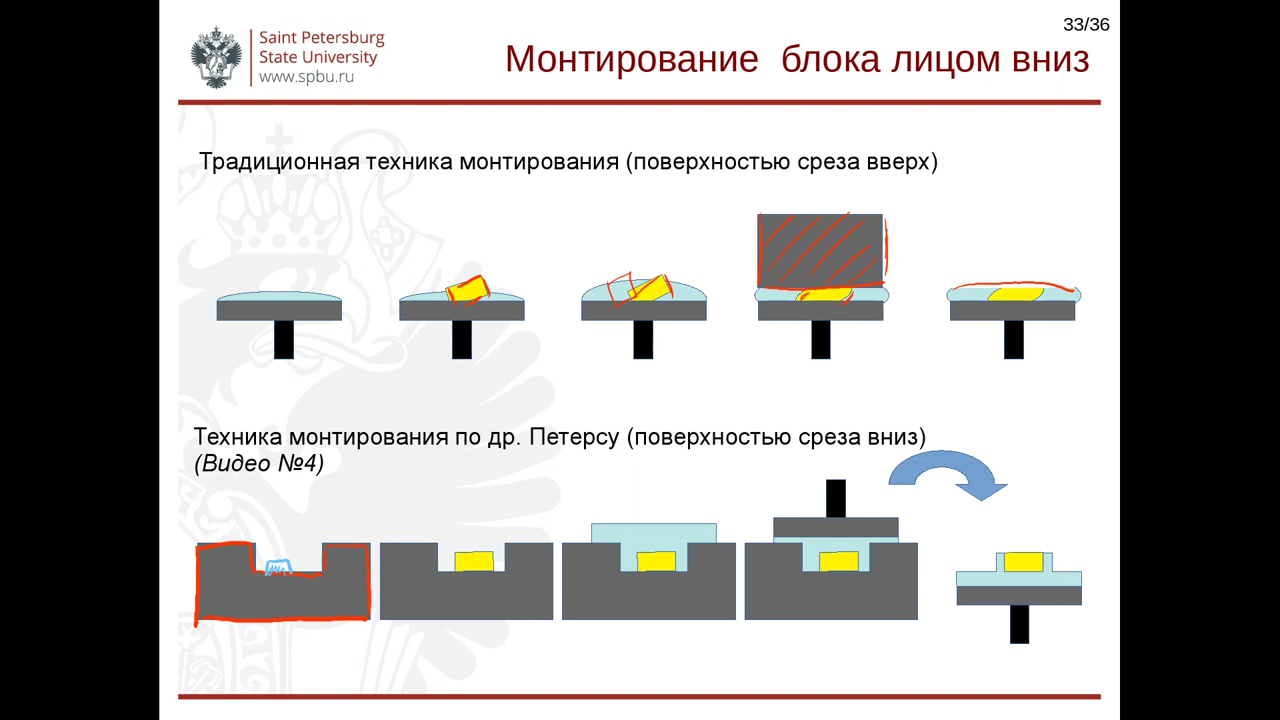 33/36
Saint Petersburg
State University
www.spbu.ru
Монтирование блока лицом вниз
Традиционная техника монтирования (поверхностью среза вверх)
Техника монтирования по др. Петерсу (поверхностью среза вниз)
(Видео №4)